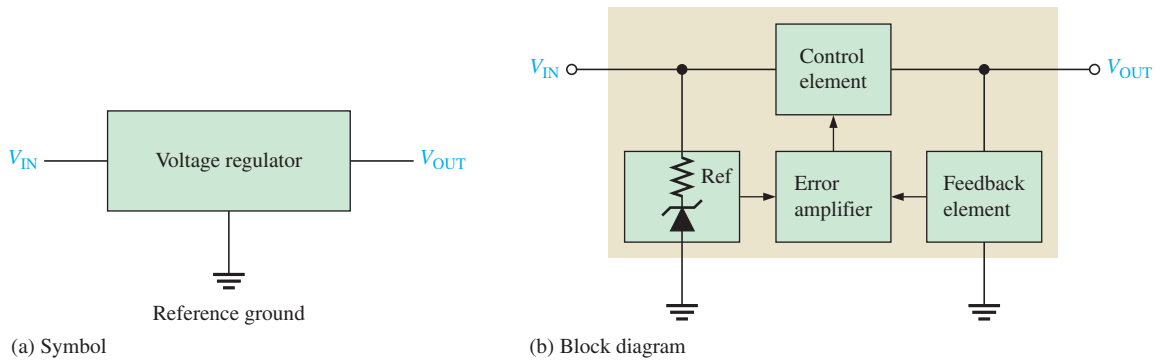 V_IN
Voltage regulator
V_OUT
Reference ground
(a) Symbol
V_IN
Control
element
V_OUT
Ref
Error
amplifier
Feedback
element
(b) Block diagram